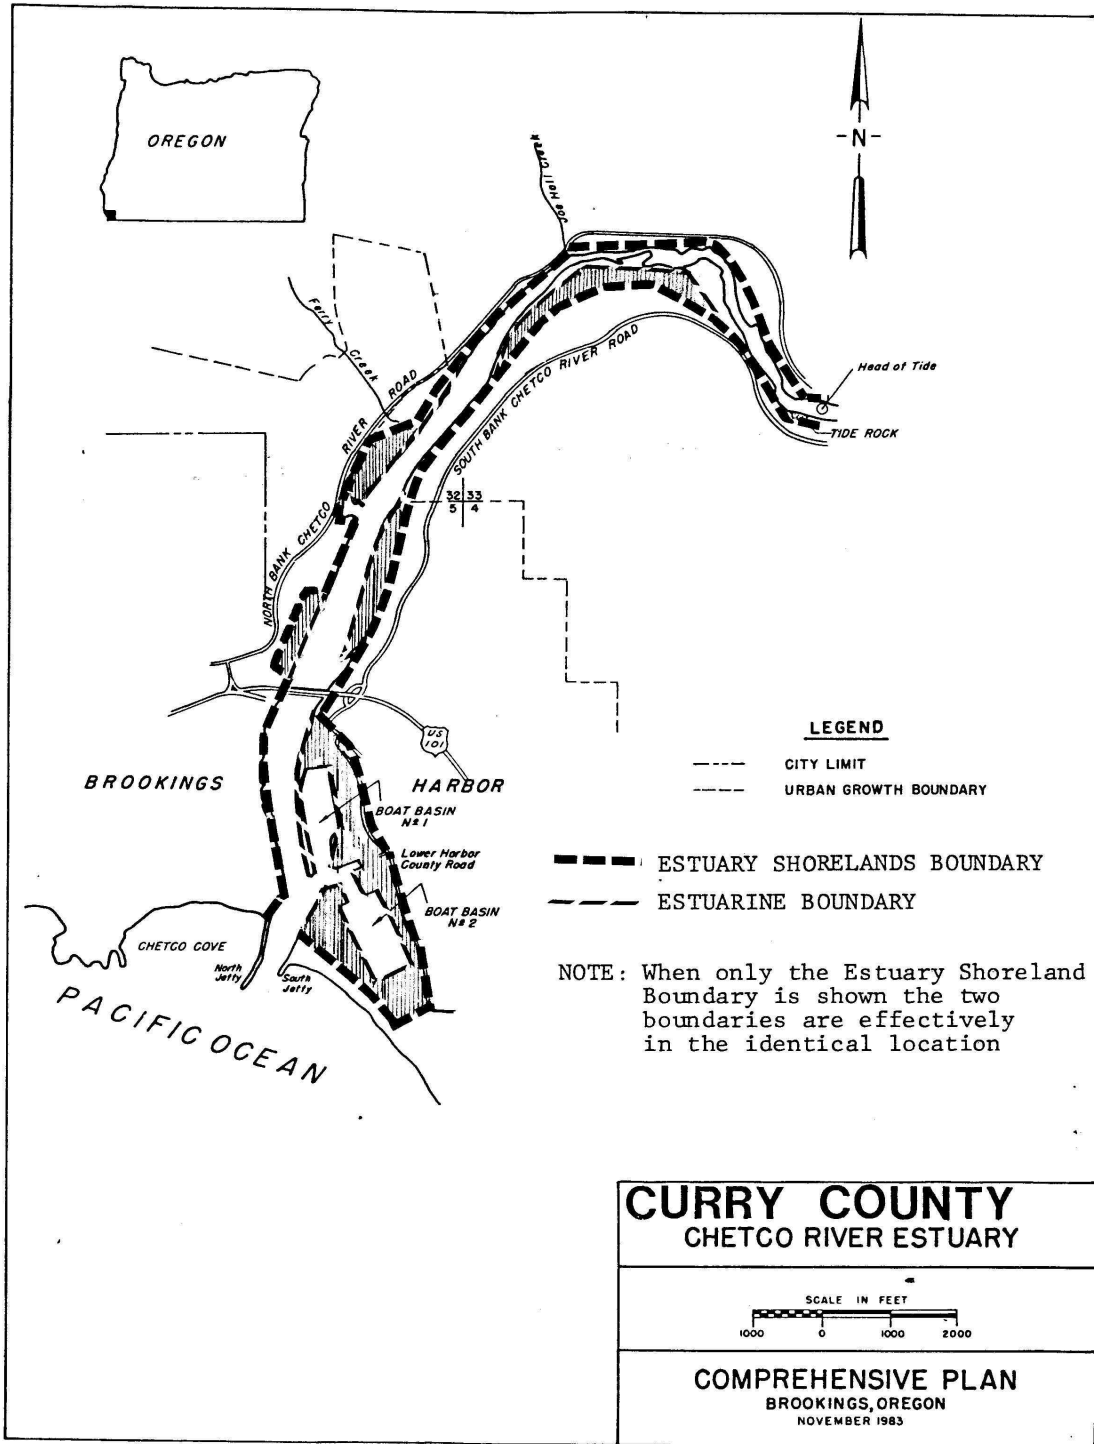 OREGON
-N-
Joe Hall Creek
Ferry Creek
NORTH BANK CHETCO RIVER ROAD
SOUTH BANK CHETCO RIVER ROAD
Head of Tide
TIDE ROCK
32 33
5 4
US
101
BROOKINGS
HARBOR
BOAT BASIN
Nº 1
Lower Harbor
County Road
BOAT BASIN
Nº 2
CHETCO COVE
North
Jetty
South
Jetty
PACIFIC OCEAN
LEGEND
CITY LIMIT
URBAN GROWTH BOUNDARY
ESTUARY SHORELANDS BOUNDARY
ESTUARINE BOUNDARY
NOTE: When only the Estuary Shoreland
Boundary is shown the two
boundaries are effectively
in the identical location
CURRY COUNTY
CHETCO RIVER ESTUARY
SCALE IN FEET
1000 0 1000 2000
COMPREHENSIVE PLAN
BROOKINGS, OREGON
NOVEMBER 1983